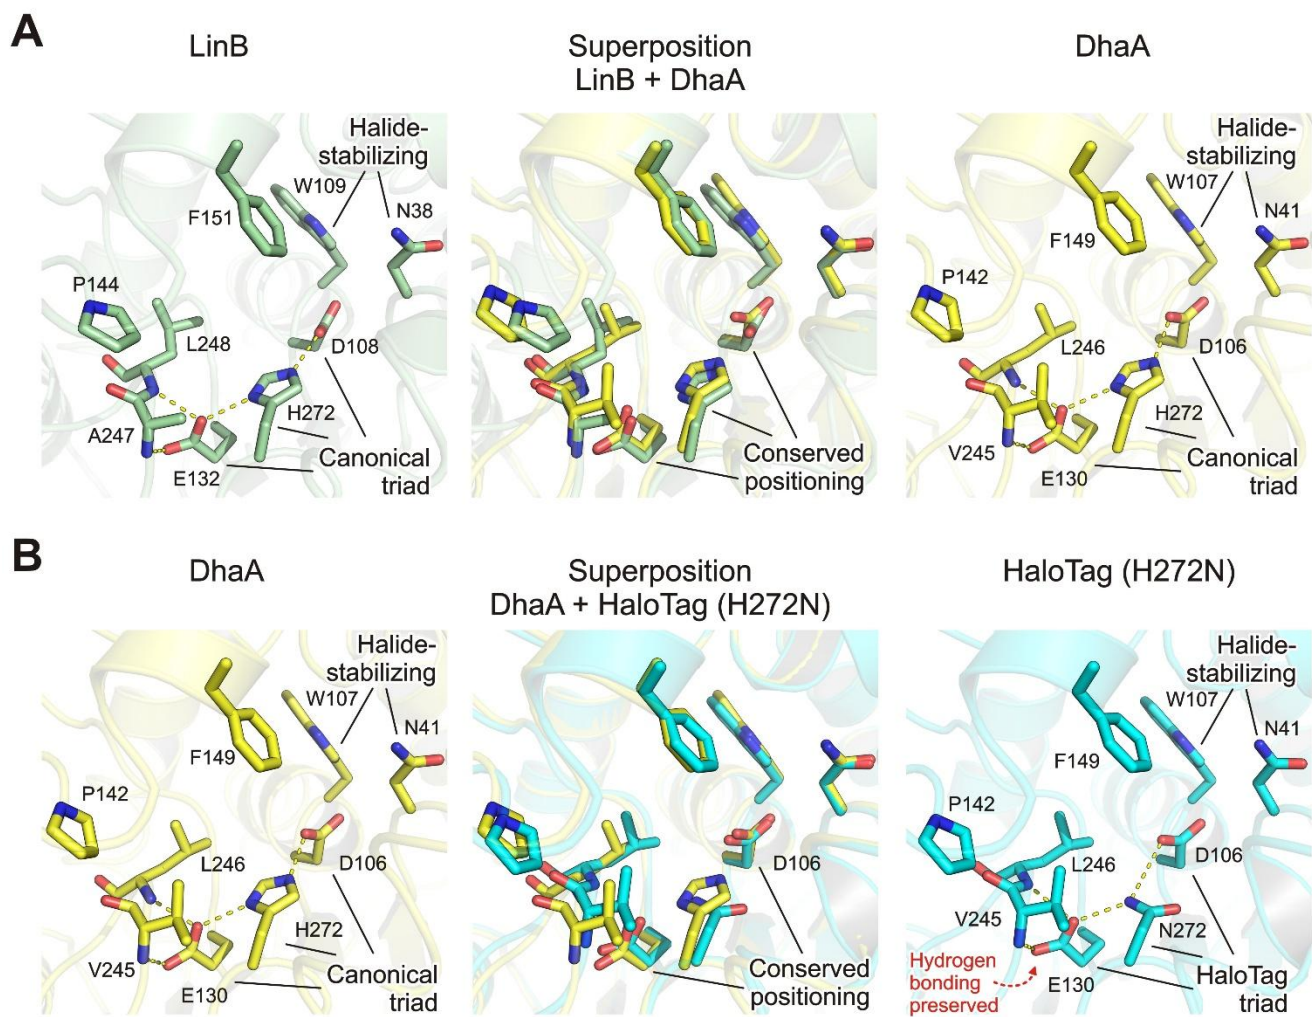 A
LinB
Superposition
LinB + DhaA
DhaA
Halide-
stabilizing
W109
N38
F151
P144
L248
D108
H272
A247
E132
Canonical
triad
Conserved
positioning
Halide-
stabilizing
W107
N41
F149
P142
L246
D106
H272
V245
E130
Canonical
triad
B
DhaA
Superposition
DhaA + HaloTag (H272N)
HaloTag (H272N)
Halide-
stabilizing
W107
N41
F149
P142
L246
D106
H272
V245
E130
Canonical
triad
Conserved
positioning
Halide-
stabilizing
W107
N41
F149
P142
L246
D106
V245
N272
Hydrogen
bonding
preserved
E130
HaloTag
triad